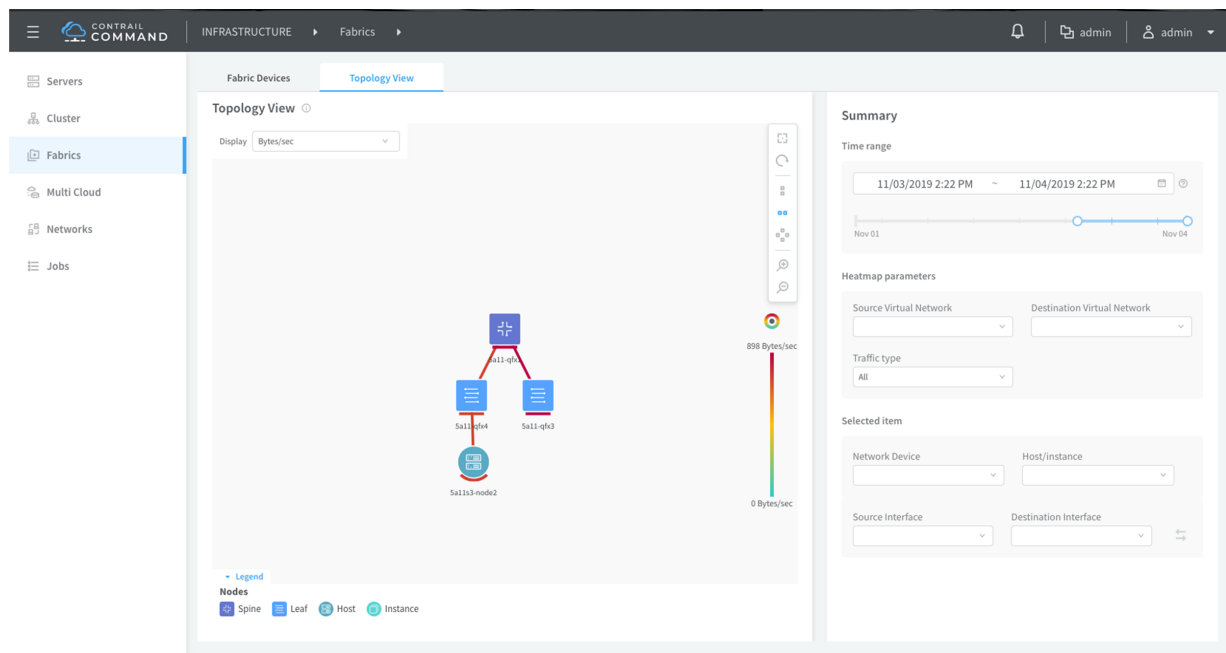 CONTRAIL
COMMAND
INFRASTRUCTURE
Fabrics
admin
admin
Servers
Cluster
Fabrics
Multi Cloud
Networks
Jobs
Fabric Devices
Topology View
Topology View
Display
Bytes/sec
5a11-qfx4
5a11-qfx3
5a11s3-node2
898 Bytes/sec
0 Bytes/sec
Legend
Nodes
Spine
Leaf
Host
Instance
Summary
Time range
11/03/2019 2:22 PM ~ 11/04/2019 2:22 PM
Nov 01
Nov 04
Heatmap parameters
Source Virtual Network
Destination Virtual Network
Traffic type
All
Selected item
Network Device
Host/instance
Source Interface
Destination Interface